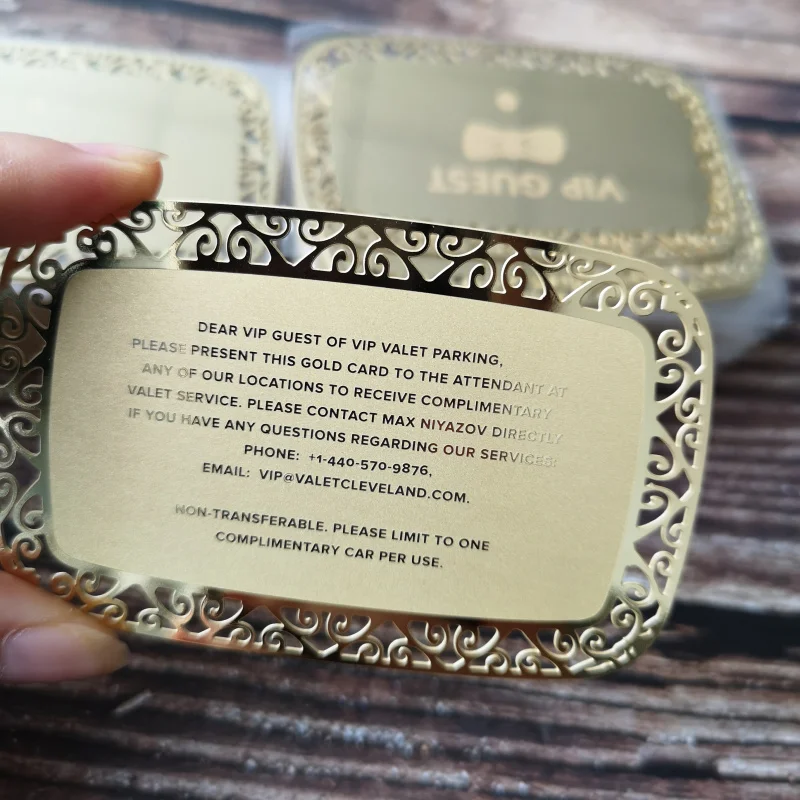 VIP GUEST
DEAR VIP GUEST OF VIP VALET PARKING,
PLEASE PRESENT THIS GOLD CARD TO THE ATTENDANT AT
ANY OF OUR LOCATIONS TO RECEIVE COMPLIMENTARY
VALET SERVICE. PLEASE CONTACT MAX NIYAZOV DIRECTLY
IF YOU HAVE ANY QUESTIONS REGARDING OUR SERVICES:
PHONE: +1-440-570-9876,
EMAIL: VIP@VALETCLEVELAND.COM.
NON-TRANSFERABLE. PLEASE LIMIT TO ONE
COMPLIMENTARY CAR PER USE.